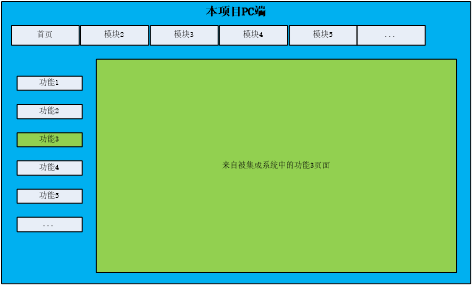 本项目PC端
首页 模块2 模块3 模块4 模块5 ...
功能1
功能2
功能3
功能4
功能5
...
来自被集成系统中的功能3页面